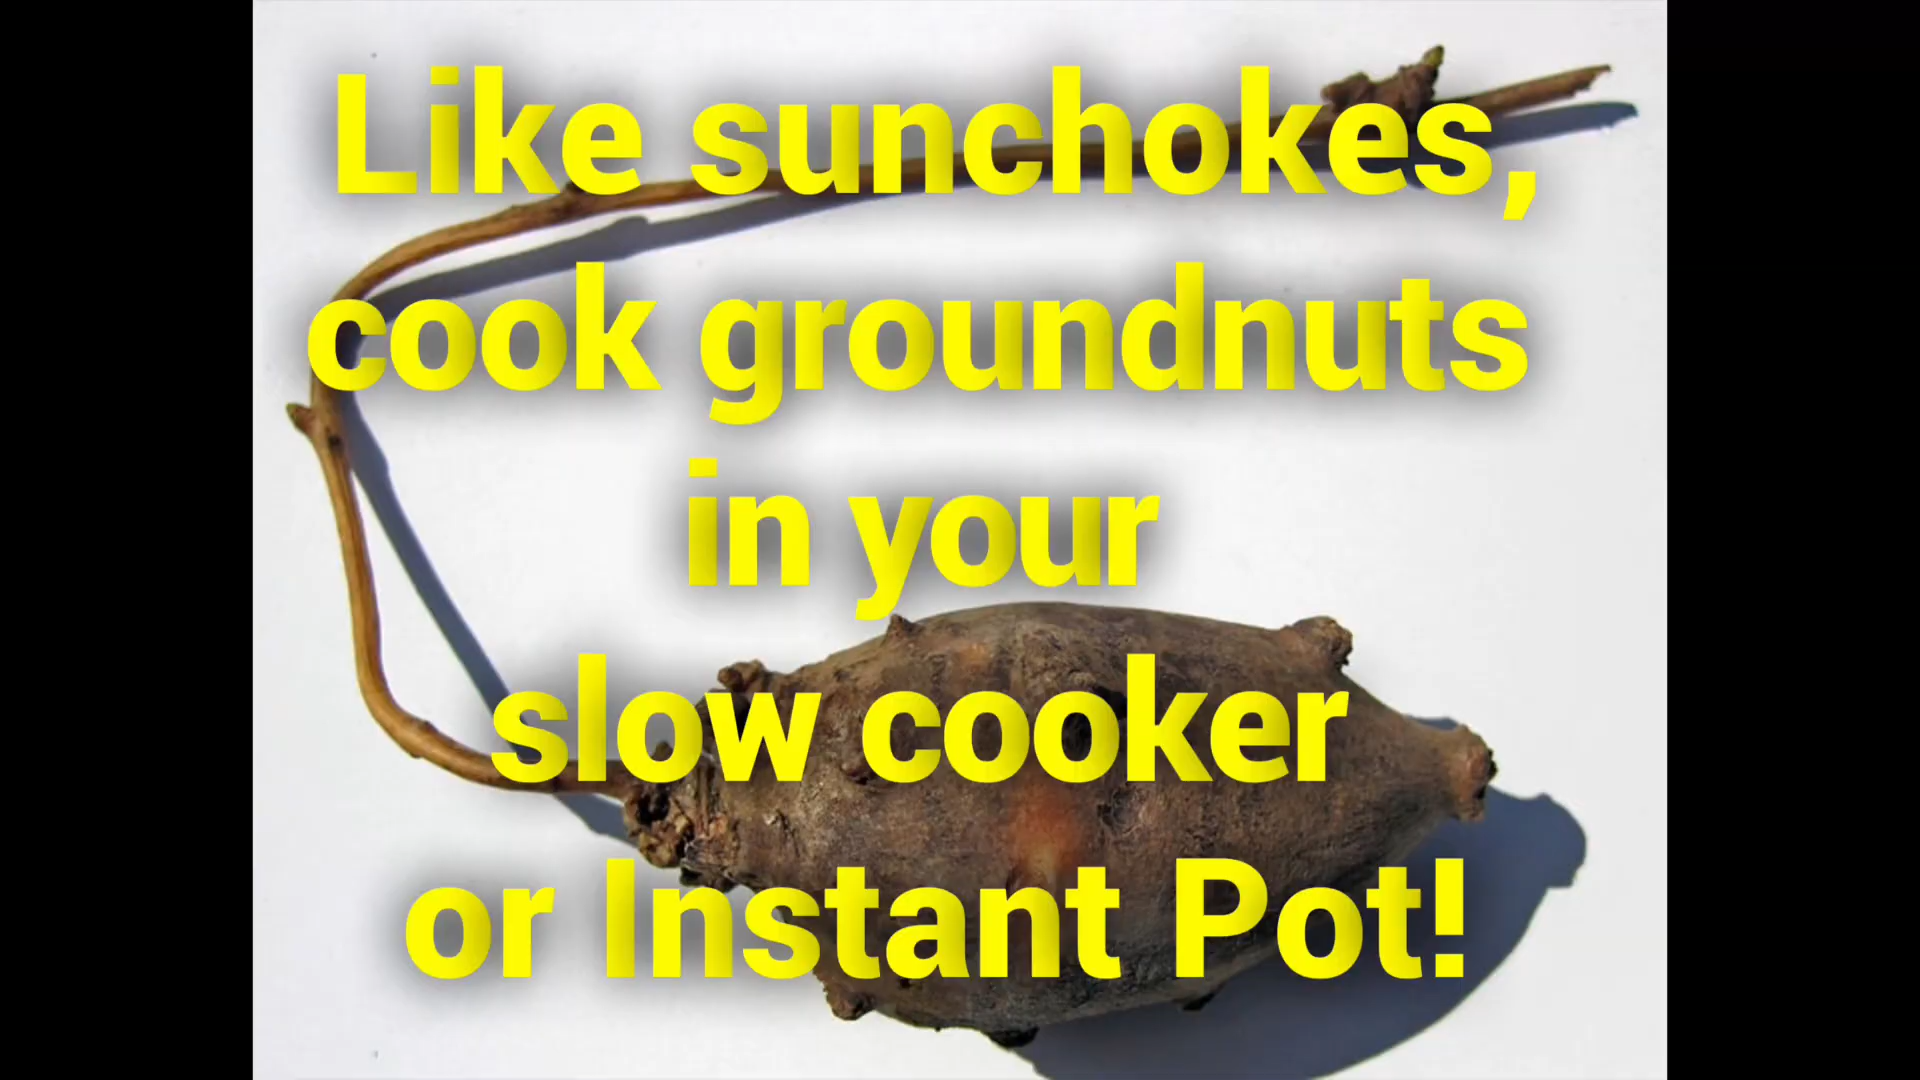 Like sunchokes,
cook groundnuts
in your
slow cooker
or Instant Pot!